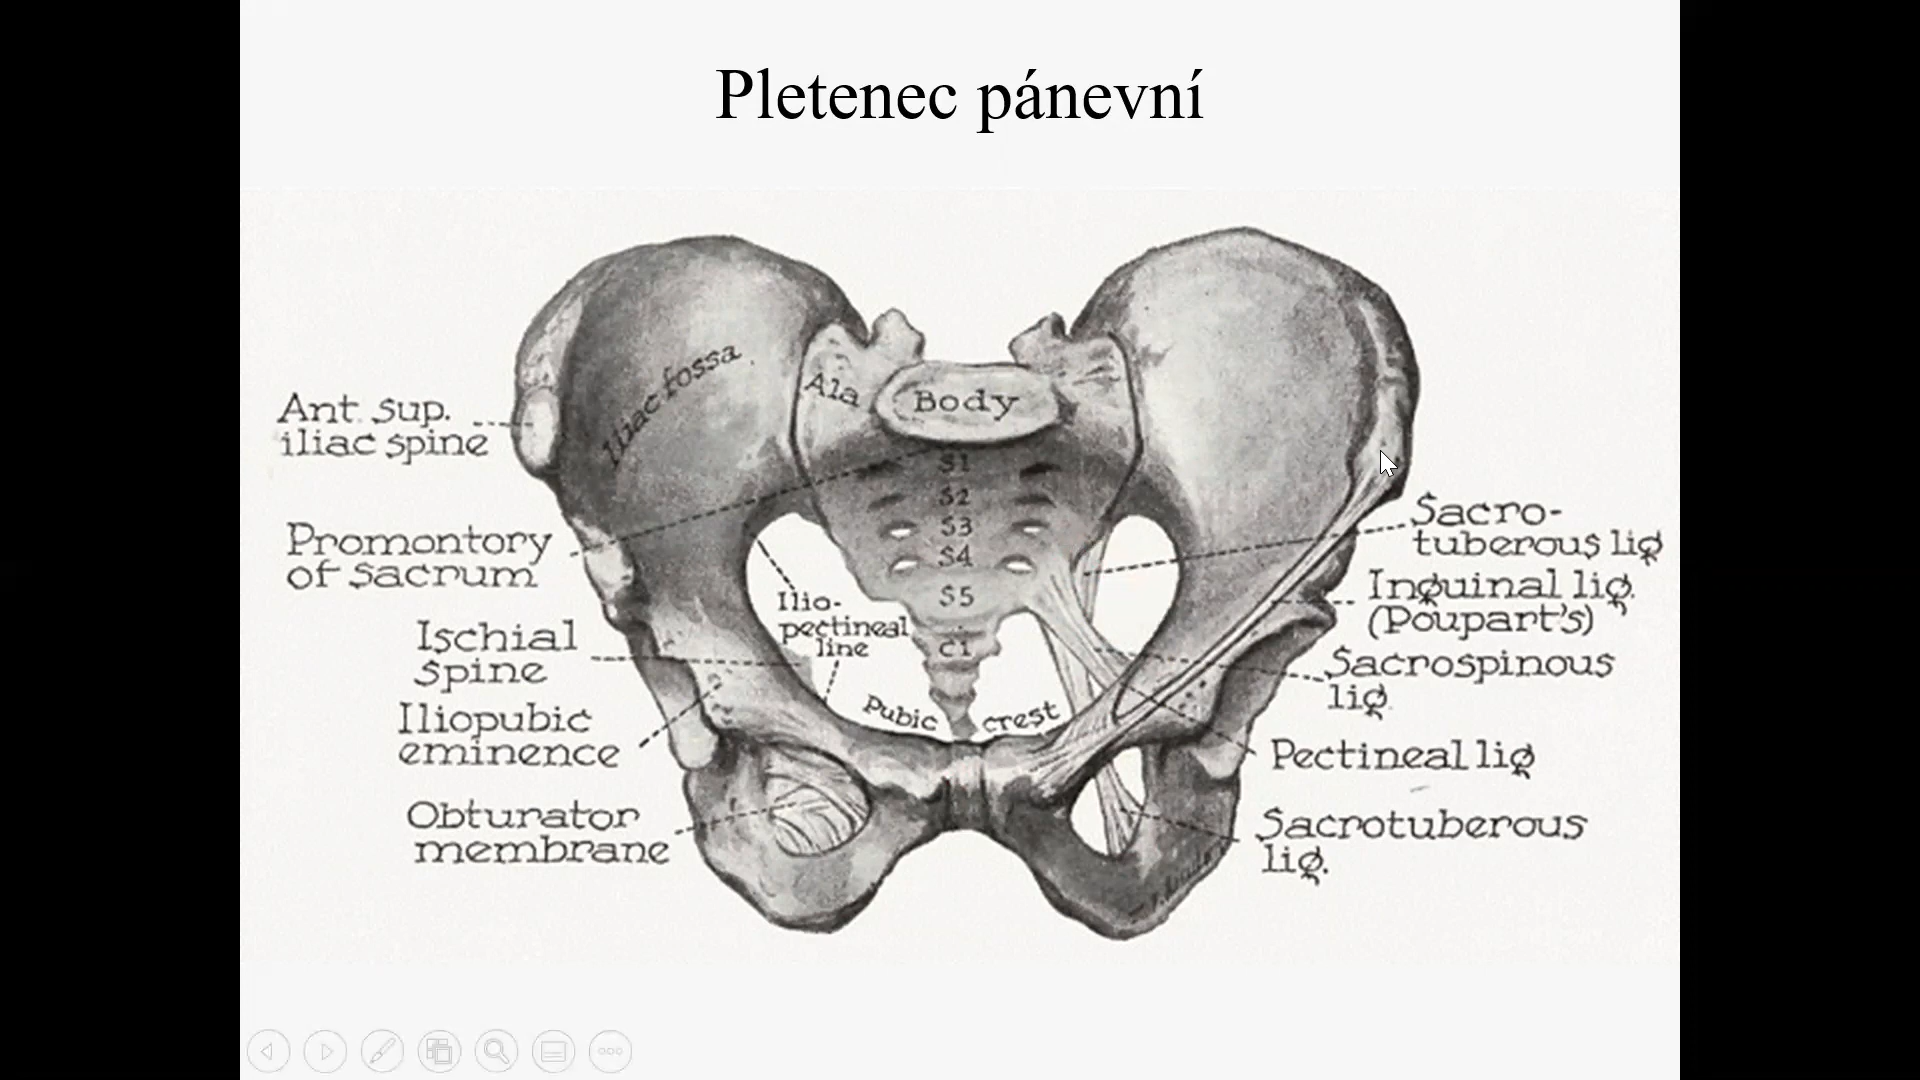 Pletenec pánevní
Ant. sup.
iliac spine
Iliac fossa
Ala
Body
S1
S2
S3
S4
S5
C1
Promontory
of sacrum
Ilio-
pectineal
line
Ischial
spine
Iliopubic
eminence
Pubic crest
Obturator
membrane
Sacro-
tuberous lig
Inguinal lig.
(Poupart's)
Sacrospinous
lig.
Pectineal lig
Sacrotuberous
lig.